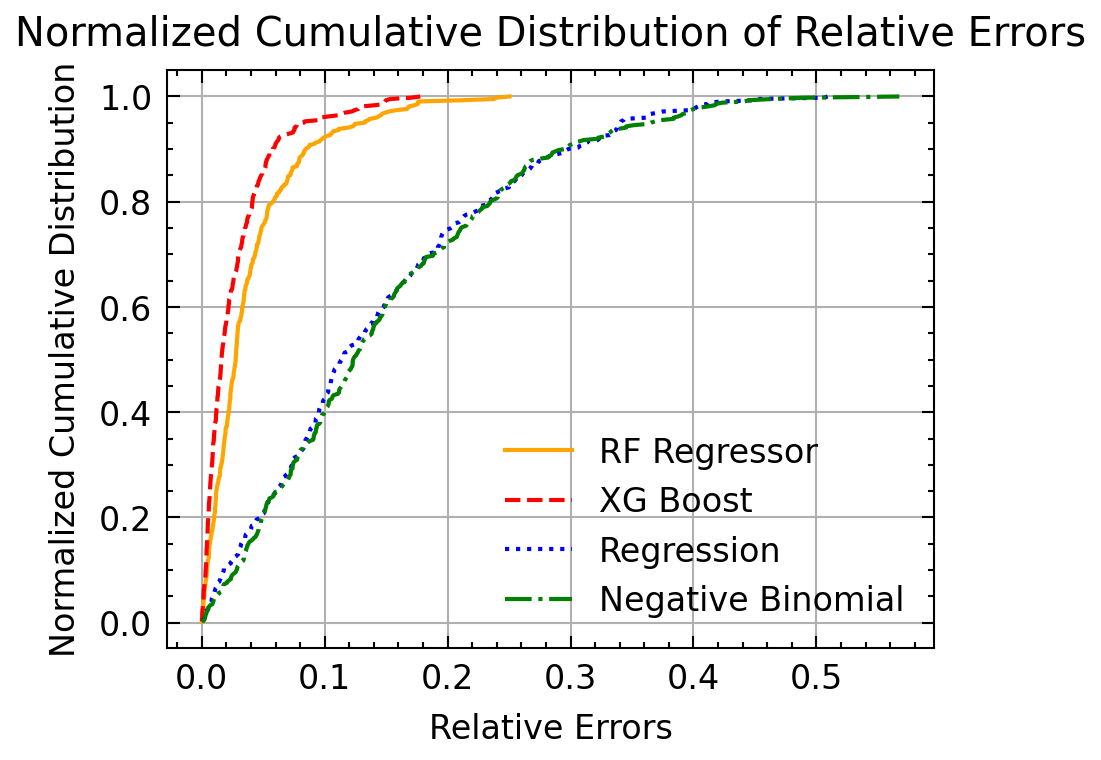 Normalized Cumulative Distribution of Relative Errors
Normalized Cumulative Distribution
1.0
0.8
0.6
0.4
0.2
0.0
RF Regressor
XG Boost
Regression
Negative Binomial
0.0 0.1 0.2 0.3 0.4 0.5
Relative Errors